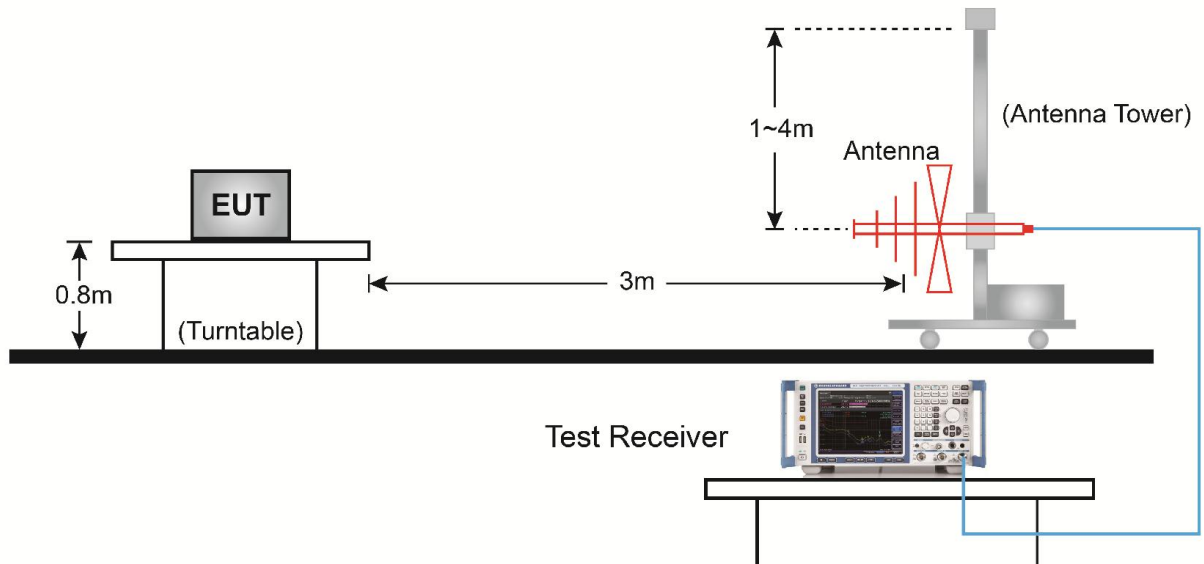 1~4m
(Antenna Tower)
Antenna
EUT
0.8m
3m
(Turntable)
Test Receiver